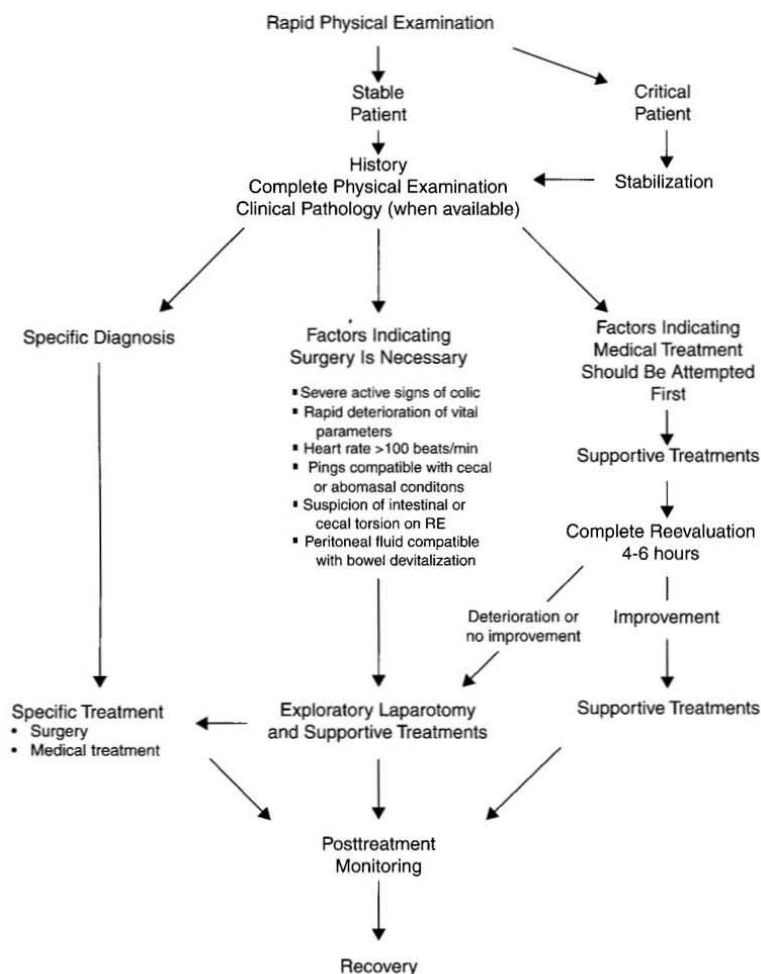 Rapid Physical Examination
Stable
Patient
Critical
Patient
History
Complete Physical Examination
Clinical Pathology (when available)
Stabilization
Specific Diagnosis
Factors Indicating
Surgery Is Necessary
▪ Severe active signs of colic
▪ Rapid deterioration of vital
parameters
▪ Heart rate >100 beats/min
▪ Pings compatible with cecal
or abomasal conditons
▪ Suspicion of intestinal or
cecal torsion on RE
▪ Peritoneal fluid compatible
with bowel devitalization
Factors Indicating
Medical Treatment
Should Be Attempted
First
Supportive Treatments
Complete Reevaluation
4-6 hours
Deterioration or
no improvement
Improvement
Specific Treatment
• Surgery
• Medical treatment
Exploratory Laparotomy
and Supportive Treatments
Supportive Treatments
Posttreatment
Monitoring
Recovery